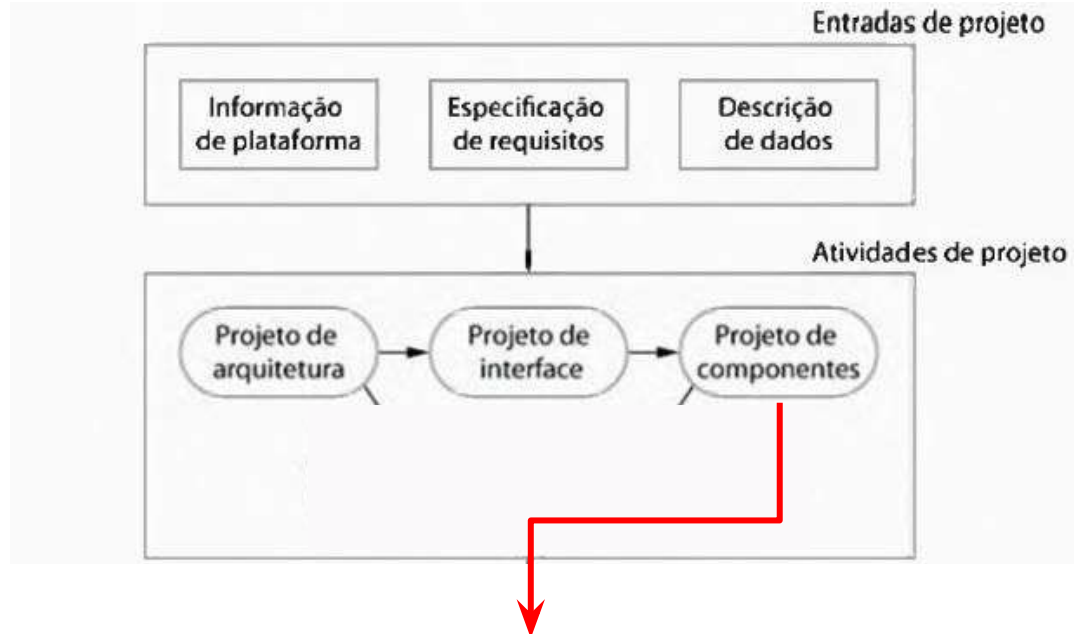 Entradas de projeto
Informação
de plataforma
Especificação
de requisitos
Descrição
de dados
Atividades de projeto
Projeto de
arquitetura
Projeto de
interface
Projeto de
componentes